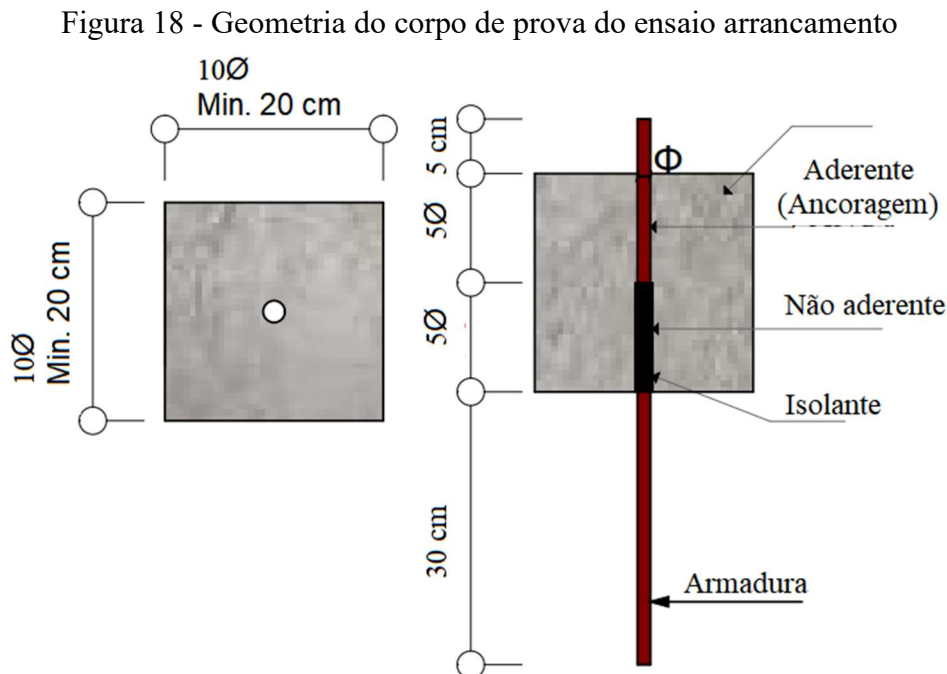 Figura 18 - Geometria do corpo de prova do ensaio arrancamento
10Ø
Min. 20 cm
10Ø
Min. 20 cm
5 cm
5Ø
5Ø
30 cm
Φ
Aderente
(Ancoragem)
Não aderente
Isolante
Armadura